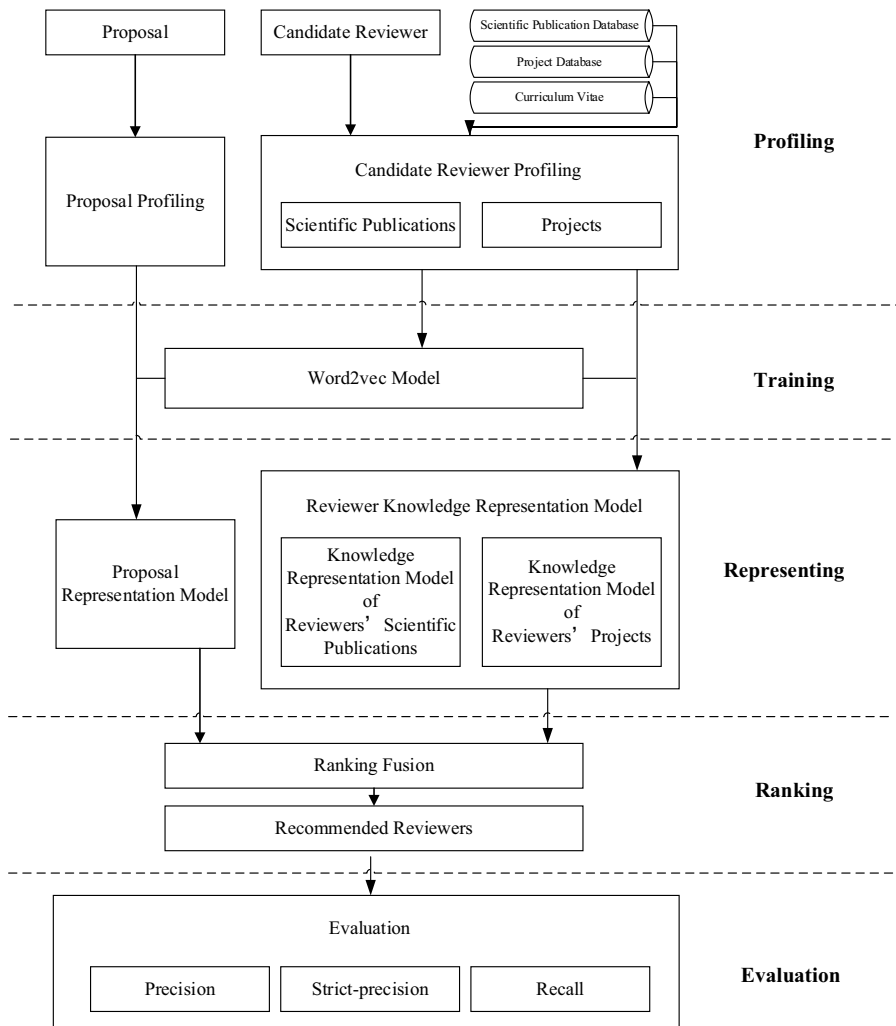 Proposal
Candidate Reviewer
Scientific Publication Database
Project Database
Curriculum Vitae
Profiling
Proposal Profiling
Candidate Reviewer Profiling
Scientific Publications
Projects
Word2vec Model
Training
Reviewer Knowledge Representation Model
Proposal
Representation Model
Knowledge
Representation Model
of
Reviewers’ Scientific
Publications
Knowledge
Representation Model
of
Reviewers’ Projects
Representing
Ranking Fusion
Recommended Reviewers
Ranking
Evaluation
Precision
Strict-precision
Recall
Evaluation